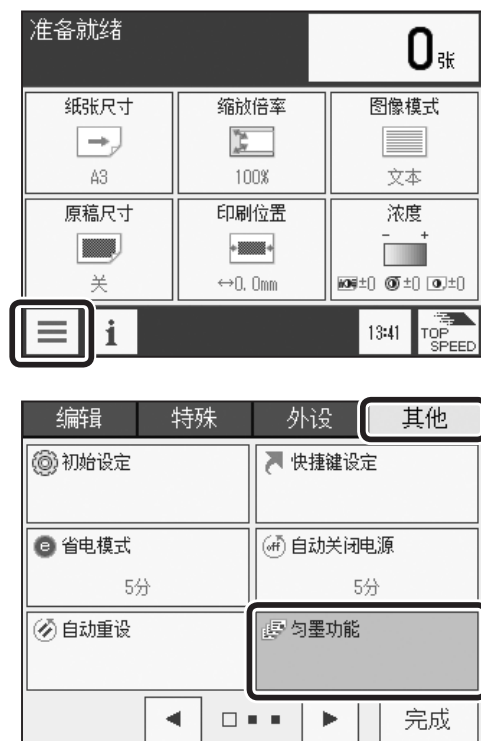 准备就绪
0张
纸张尺寸 缩放倍率 图像模式
A3 100% 文本
原稿尺寸 印刷位置 浓度
- +
关 ↔0.0mm ±0 ±0 ±0
i 13:41 TOP SPEED
编辑 特殊 外设 其他
初始设定 快捷键设定
e 省电模式 off 自动关闭电源
5分 5分
自动重设 匀墨功能
完成